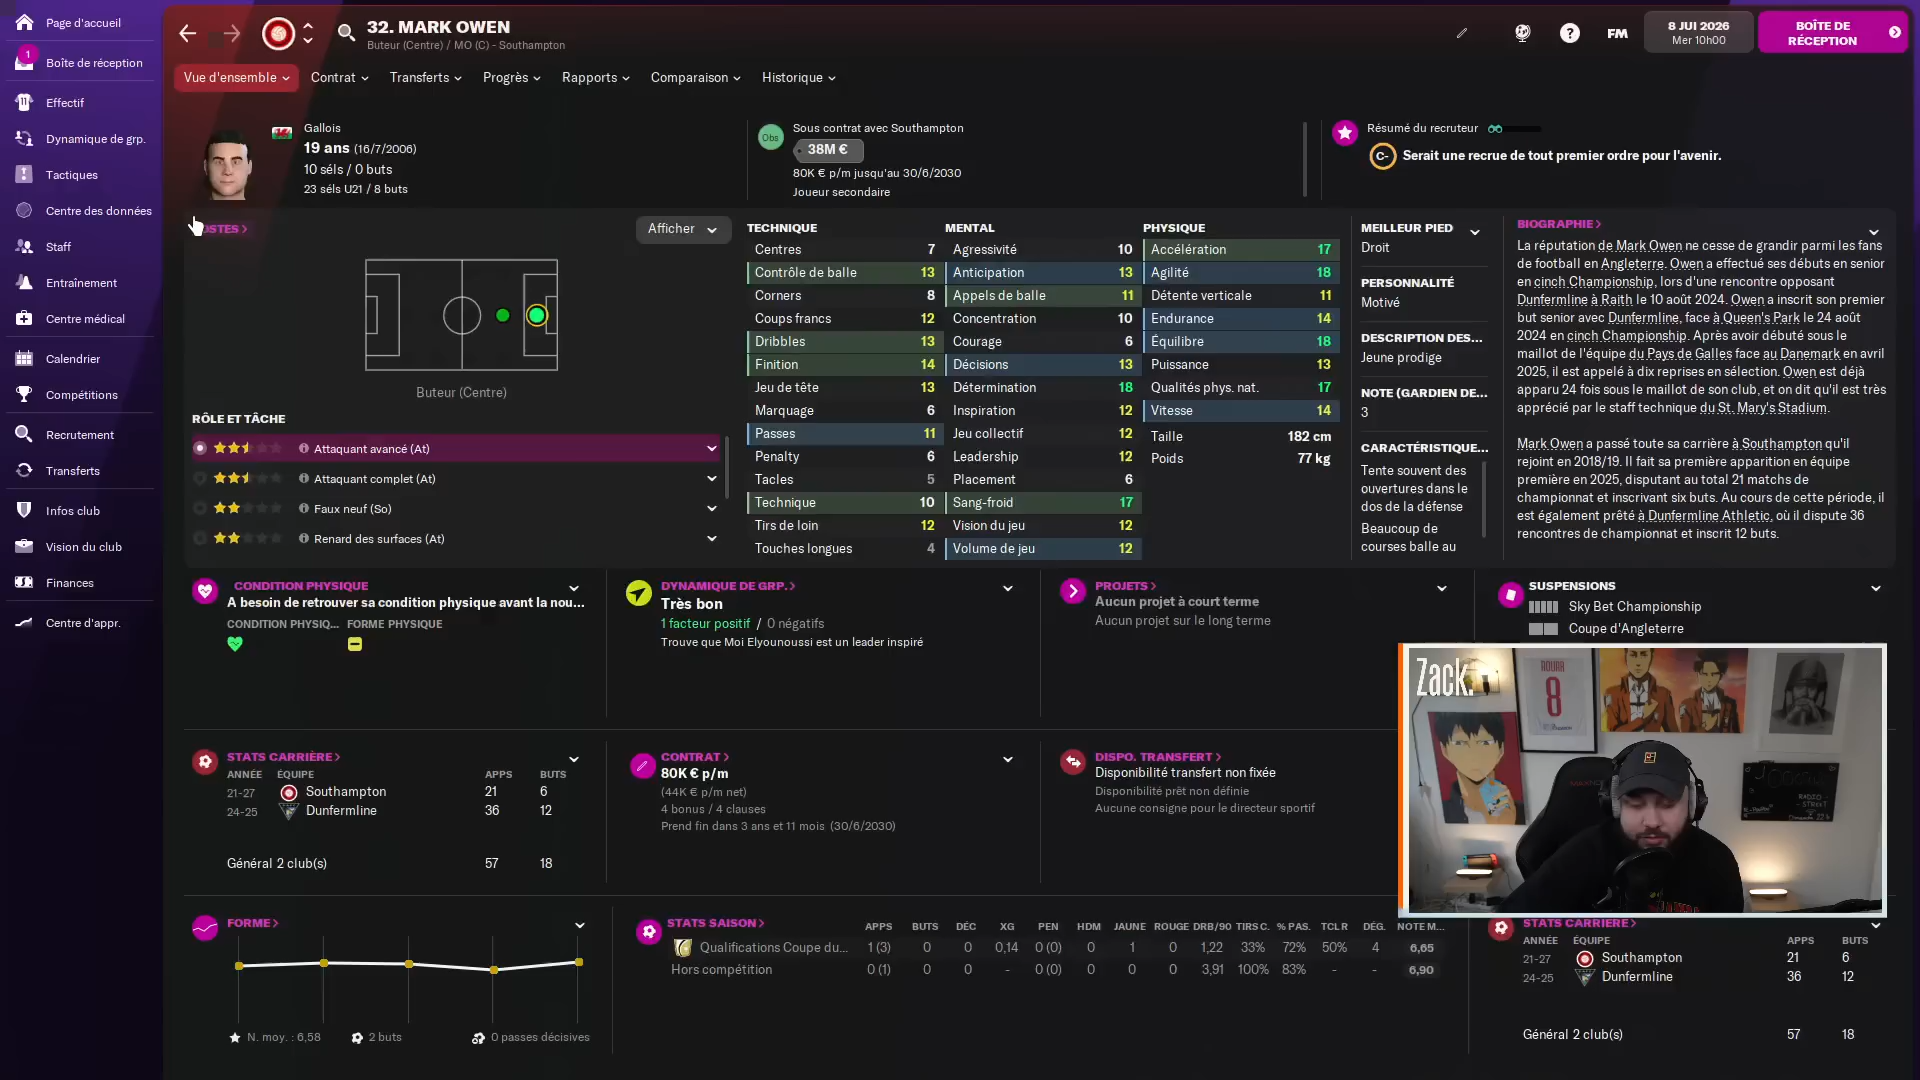 Page d'accueil
1
Boîte de réception
Effectif
Dynamique de grp.
Tactiques
Centre des données
Staff
Entraînement
Centre médical
Calendrier
Compétitions
Recrutement
Transferts
Infos club
Vision du club
Finances
Centre d'appr.
32. MARK OWEN
Buteur (Centre) / MO (C) - Southampton
FM
8 JUI 2026
Mer 10h00
BOÎTE DE
RÉCEPTION
Vue d'ensemble
Contrat
Transferts
Progrès
Rapports
Comparaison
Historique
Gallois
19 ans (16/7/2006)
10 séls / 0 buts
23 séls U21 / 8 buts
Obs
Sous contrat avec Southampton
38M €
80K € p/m jusqu'au 30/6/2030
Joueur secondaire
Résumé du recruteur
C- Serait une recrue de tout premier ordre pour l'avenir.
Afficher
Buteur (Centre)
RÔLE ET TÂCHE
Attaquant avancé (At)
Attaquant complet (At)
Faux neuf (So)
Renard des surfaces (At)
TECHNIQUE
Centres 7
Contrôle de balle 13
Corners 8
Coups francs 12
Dribbles 13
Finition 14
Jeu de tête 13
Marquage 6
Passes 11
Penalty 6
Tacles 5
Technique 10
Tirs de loin 12
Touches longues 4
MENTAL
Agressivité 10
Anticipation 13
Appels de balle 11
Concentration 10
Courage 6
Décisions 13
Détermination 18
Inspiration 12
Jeu collectif 12
Leadership 12
Placement 6
Sang-froid 17
Vision du jeu 12
Volume de jeu 12
PHYSIQUE
Accélération 17
Agilité 18
Détente verticale 11
Endurance 14
Équilibre 18
Puissance 13
Qualités phys. nat. 17
Vitesse 14
Taille 182 cm
Poids 77 kg
MEILLEUR PIED
Droit
PERSONNALITÉ
Motivé
DESCRIPTION DES...
Jeune prodige
NOTE (GARDIEN DE...
3
CARACTÉRISTIQUE...
Tente souvent des
ouvertures dans le
dos de la défense
Beaucoup de
courses balle au
BIOGRAPHIE
La réputation de Mark Owen ne cesse de grandir parmi les fans
de football en Angleterre. Owen a effectué ses débuts en senior
en cinch Championship, lors d'une rencontre opposant
Dunfermline à Raith le 10 août 2024. Owen a inscrit son premier
but senior avec Dunfermline, face à Queen's Park le 24 août
2024 en cinch Championship. Après avoir débuté sous le
maillot de l'équipe du Pays de Galles face au Danemark en avril
2025, il est appelé à dix reprises en sélection. Owen est déjà
apparu 24 fois sous le maillot de son club, et on dit qu'il est très
apprécié par le staff technique du St. Mary's Stadium.
Mark Owen a passé toute sa carrière à Southampton qu'il
rejoint en 2018/19. Il fait sa première apparition en équipe
première en 2025, disputant au total 21 matchs de
championnat et inscrivant six buts. Au cours de cette période, il
est également prêté à Dunfermline Athletic, où il dispute 36
rencontres de championnat et inscrit 12 buts.
CONDITION PHYSIQUE
A besoin de retrouver sa condition physique avant la nou...
CONDITION PHYSIQ... FORME PHYSIQUE
DYNAMIQUE DE GRP.
Très bon
1 facteur positif / 0 négatifs
Trouve que Moi Elyounoussi est un leader inspiré
PROJETS
Aucun projet à court terme
Aucun projet sur le long terme
SUSPENSIONS
Sky Bet Championship
Coupe d'Angleterre
STATS CARRIÈRE
ANNÉE ÉQUIPE APPS BUTS
21-27 Southampton 21 6
24-25 Dunfermline 36 12
Général 2 club(s) 57 18
CONTRAT
80K € p/m
(44K € p/m net)
4 bonus / 4 clauses
Prend fin dans 3 ans et 11 mois (30/6/2030)
DISPO. TRANSFERT
Disponibilité transfert non fixée
Disponibilité prêt non définie
Aucune consigne pour le directeur sportif
Zack.
8
FORME
N. moy. : 6,58
2 buts
0 passes décisives
STATS SAISON APPS BUTS DÉC XG PEN HDM JAUNE ROUGE DRB/90 TIRS C. % PAS. TCL R DÉG. NOTE M...
Qualifications Coupe du... 1 (3) 0 0 0,14 0 (0) 0 1 0 1,22 33% 72% 50% 4 6,65
Hors compétition 0 (1) 0 0 - 0 (0) 0 0 0 3,91 100% 83% - - 6,90
STATS CARRIÈRE
ANNÉE ÉQUIPE APPS BUTS
21-27 Southampton 21 6
24-25 Dunfermline 36 12
Général 2 club(s) 57 18